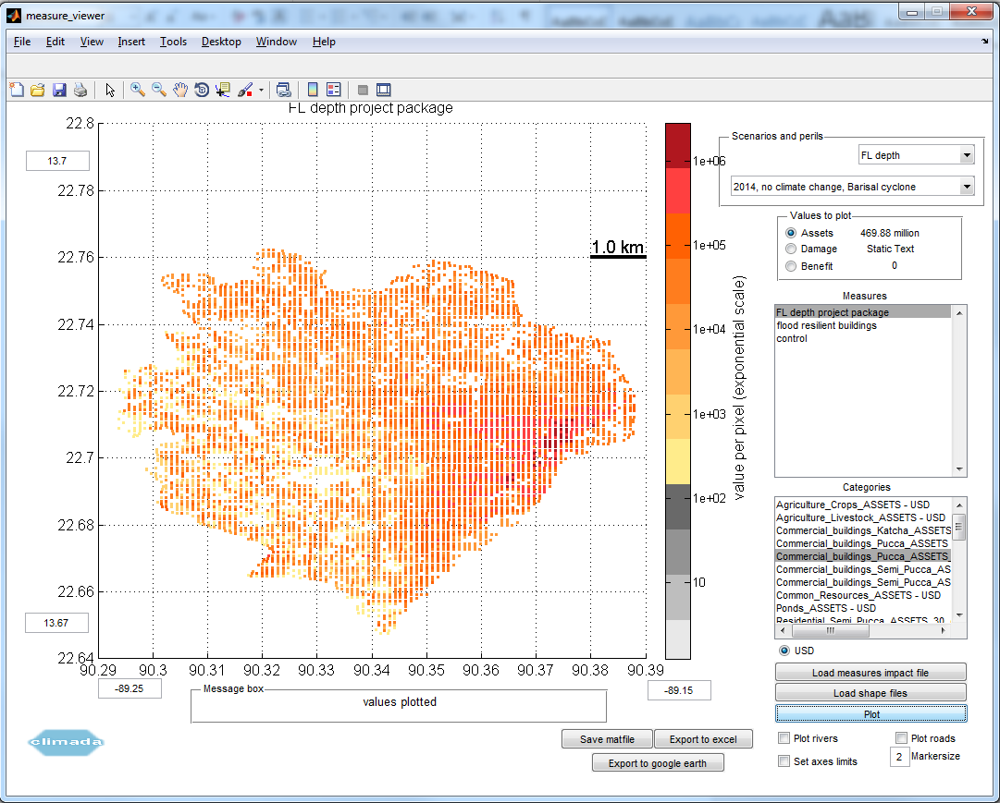 measure_viewer
File Edit View Insert Tools Desktop Window Help
FL depth project package
22.8
22.78
22.76
22.74
22.72
22.7
22.68
22.66
22.64
90.29 90.3 90.31 90.32 90.33 90.34 90.35 90.36 90.37 90.38 90.39
13.7
13.67
-89.25
-89.15
1.0 km
1e+06
1e+05
1e+04
1e+03
1e+02
10
value per pixel (exponential scale)
Scenarios and perils
FL depth
2014, no climate change, Barisal cyclone
Values to plot
Assets 469.88 million
Damage Static Text
Benefit 0
Measures
FL depth project package
flood resilient buildings
control
Categories
Agriculture_Crops_ASSETS - USD
Agriculture_Livestock_ASSETS - USD
Commercial_buildings_Katcha_ASSETS
Commercial_buildings_Pucca_ASSETS
Commercial_buildings_Pucca_ASSETS_
Commercial_buildings_Semi_Pucca_AS
Commercial_buildings_Semi_Pucca_AS
Common_Resources_ASSETS - USD
Ponds_ASSETS - USD
Residential_Semi_Pucca_ASSETS_30
USD
Load measures impact file
Load shape files
Plot
Message box
values plotted
climada
Save matfile Export to excel
Export to google earth
Plot rivers Plot roads
Set axes limits 2 Markersize